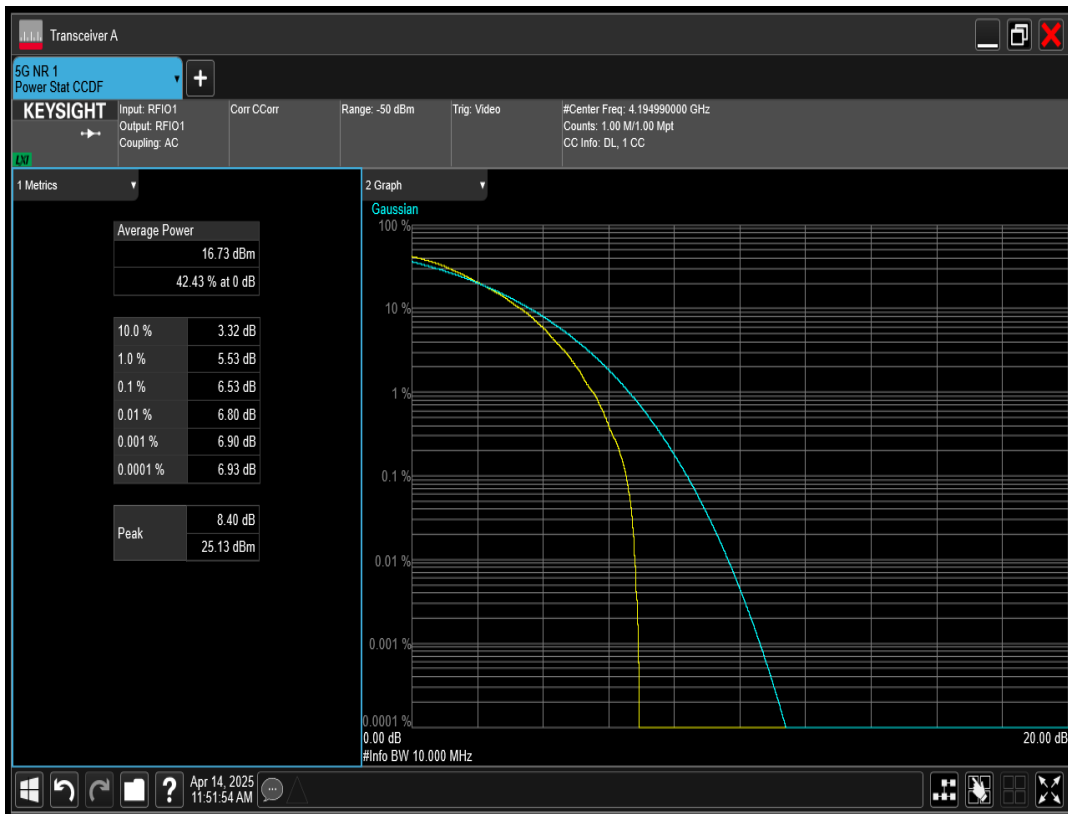 Transceiver A
5G NR 1
Power Stat CCDF
+
KEYSIGHT
LXI
Input: RFIO1
Output: RFIO1
Coupling: AC
Corr CCorr
Range: -50 dBm
Trig: Video
#Center Freq: 4.194990000 GHz
Counts: 1.00 M/1.00 Mpt
CC Info: DL, 1 CC
1 Metrics
Average Power
16.73 dBm
42.43 % at 0 dB
10.0 % 3.32 dB
1.0 % 5.53 dB
0.1 % 6.53 dB
0.01 % 6.80 dB
0.001 % 6.90 dB
0.0001 % 6.93 dB
Peak
8.40 dB
25.13 dBm
2 Graph
Gaussian
100 %
10 %
1 %
0.1 %
0.01 %
0.001 %
0.0001 %
0.00 dB 20.00 dB
#Info BW 10.000 MHz
?
Apr 14, 2025
11:51:54 AM